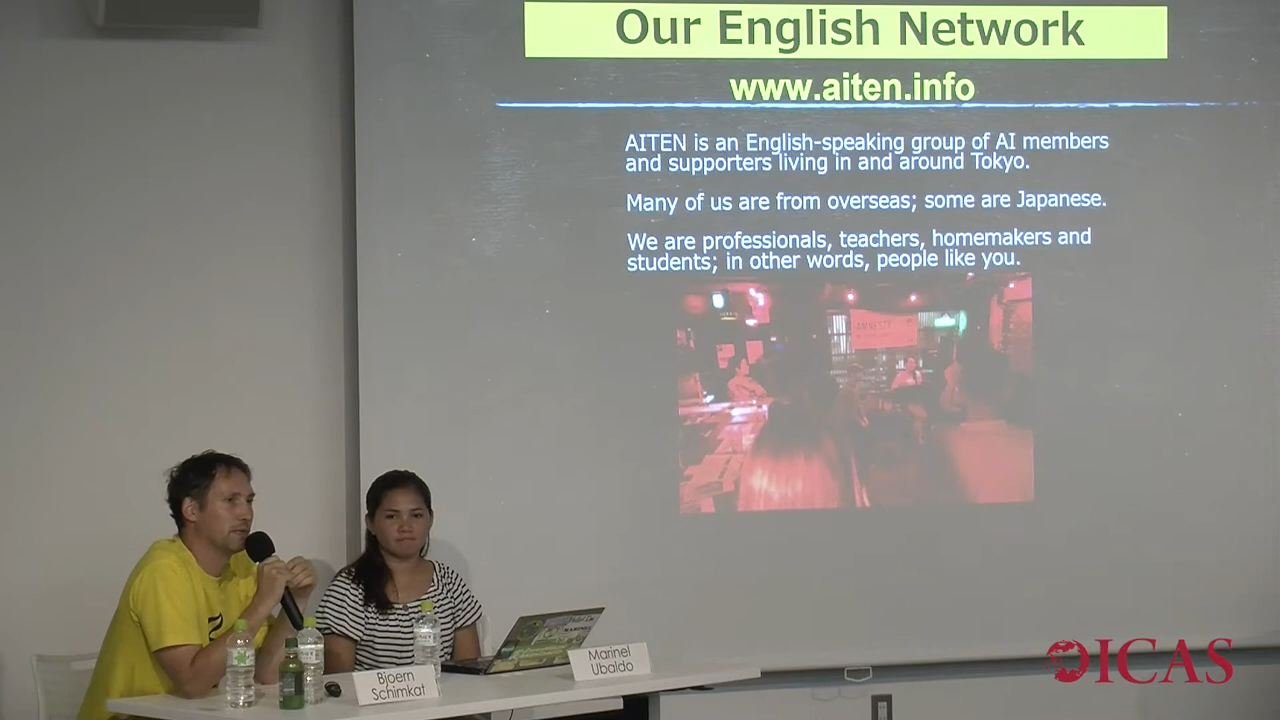 Our English Network
www.aiten.info
AITEN is an English-speaking group of AI members
and supporters living in and around Tokyo.
Many of us are from overseas; some are Japanese.
We are professionals, teachers, homemakers and
students; in other words, people like you.
AMNESTY
Bjoern
Schimkat
Marinel
Ubaldo
ICAS